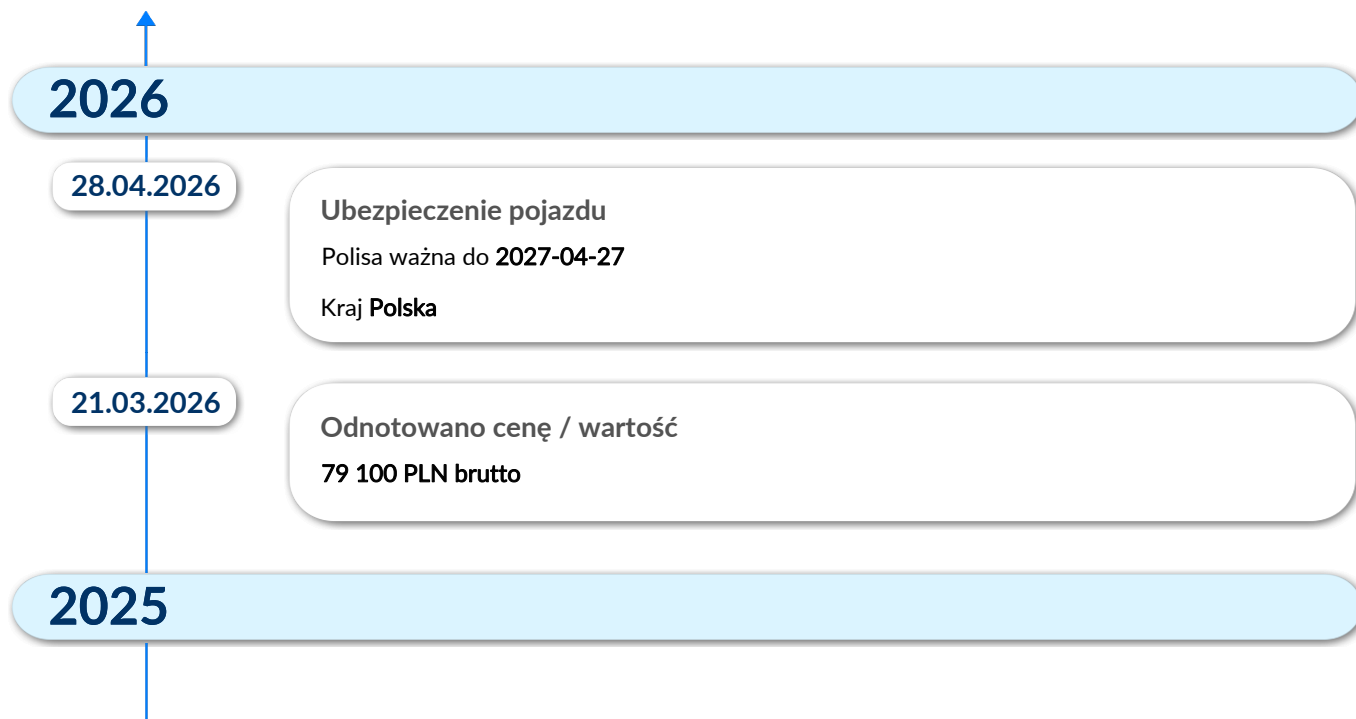 2026
28.04.2026
Ubezpieczenie pojazdu
Polisa ważna do 2027-04-27
Kraj Polska
21.03.2026
Odnotowano cenę / wartość
79 100 PLN brutto
2025